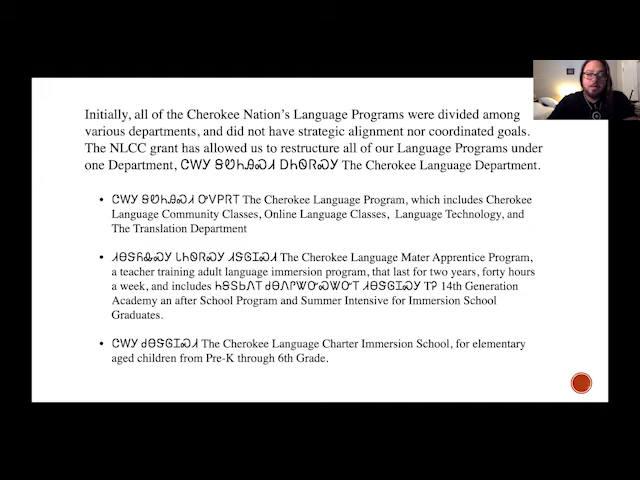 Initially, all of the Cherokee Nation's Language Programs were divided among
various departments, and did not have strategic alignment nor coordinated goals.
The NLCC grant has allowed us to restructure all of our Language Programs under
one Department, ᏣᎳᎩ ᎦᏬᏂᎯᏍᏗ ᎠᏂᏫᏒᏍᎩ The Cherokee Language Department.
• ᏣᎳᎩ ᎦᏬᏂᎯᏍᏗ The Cherokee Language Program, which includes Cherokee
Language Community Classes, Online Language Classes, Language Technology, and
The Translation Department
• The Cherokee Language Mater Apprentice Program,
a teacher training adult language immersion program, that last for two years, forty hours
a week, and includes 14th Generation
Academy an after School Program and Summer Intensive for Immersion School
Graduates.
• ᏣᎳᎩ ᏧᎾᏕᎶᏆᏍᏗ The Cherokee Language Charter Immersion School, for elementary
aged children from Pre-K through 6th Grade.